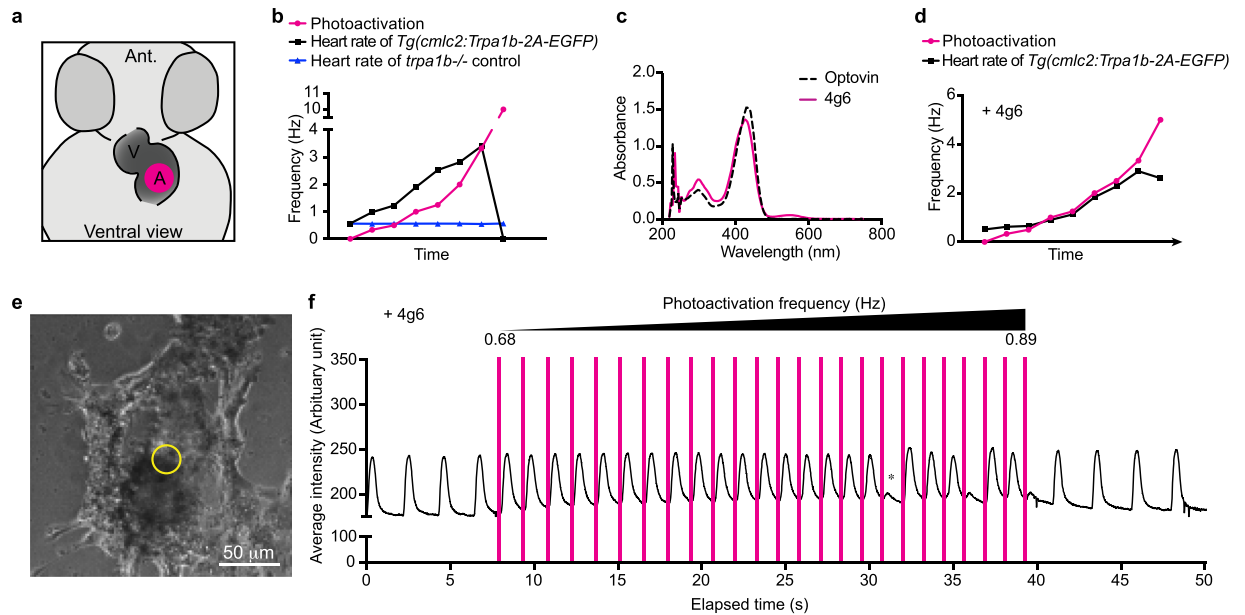 a
Ant.
V
A
Ventral view
b
Photoactivation
Heart rate of Tg(cmlc2:Trpa1b-2A-EGFP)
Heart rate of trpa1b-/- control
Frequency (Hz)
10
10
4
3
2
1
0
Time
c
Optovin
4g6
Absorbance
2.0
1.5
1.0
0.5
0.0
200 400 600 800
Wavelength (nm)
d
Photoactivation
Heart rate of Tg(cmlc2:Trpa1b-2A-EGFP)
+ 4g6
Frequency (Hz)
6
4
2
0
Time
e
50 μm
f
+ 4g6
Photoactivation frequency (Hz)
0.68 0.89
Average intensity (Arbituary unit)
350
300
250
200
100
0
*
0 5 10 15 20 25 30 35 40 45 50
Elapsed time (s)